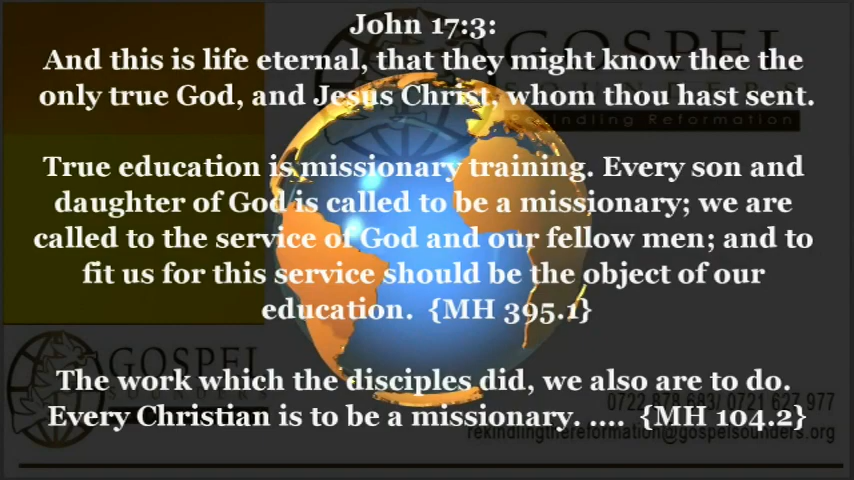 John 17:3:
And this is life eternal, that they might know thee the
only true God, and Jesus Christ, whom thou hast sent.
True education is missionary training. Every son and
daughter of God is called to be a missionary; we are
called to the service of God and our fellow men; and to
fit us for this service should be the object of our
education. {MH 395.1}
The work which the disciples did, we also are to do.
Every Christian is to be a missionary. .... {MH 104.2}
GOSPEL
SOUNDERS
Rekindling Reformation
GOSPEL
SOUNDERS
0722 878 683/ 0721 627 977
rekindlingthereformation@gospelsounders.org